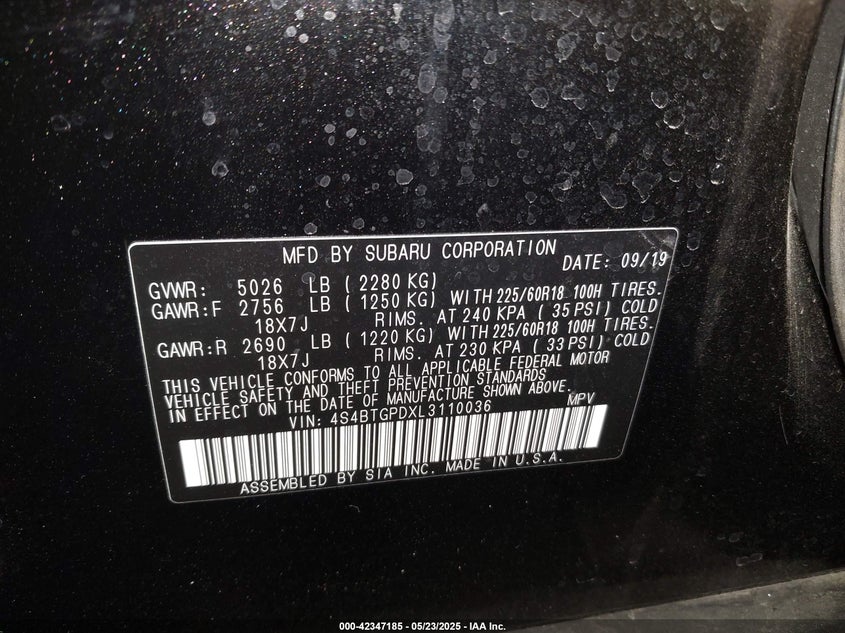 MFD BY SUBARU CORPORATION DATE: 09/19
GVWR: 5026 LB ( 2280 KG)
GAWR:F 2756 LB ( 1250 KG) WITH 225/60R18 100H TIRES.
18X7J RIMS. AT 240 KPA ( 35 PSI) COLD
GAWR:R 2690 LB ( 1220 KG) WITH 225/60R18 100H TIRES.
18X7J RIMS. AT 230 KPA ( 33 PSI) COLD
THIS VEHICLE CONFORMS TO ALL APPLICABLE FEDERAL MOTOR
VEHICLE SAFETY AND THEFT PREVENTION STANDARDS
IN EFFECT ON THE DATE OF MANUFACTURE SHOWN ABOVE.
VIN: 4S4BTGPDXL3110036 MPV
ASSEMBLED BY SIA INC. MADE IN U.S.A.
000-42347185 - 05/23/2025 - IAA Inc.